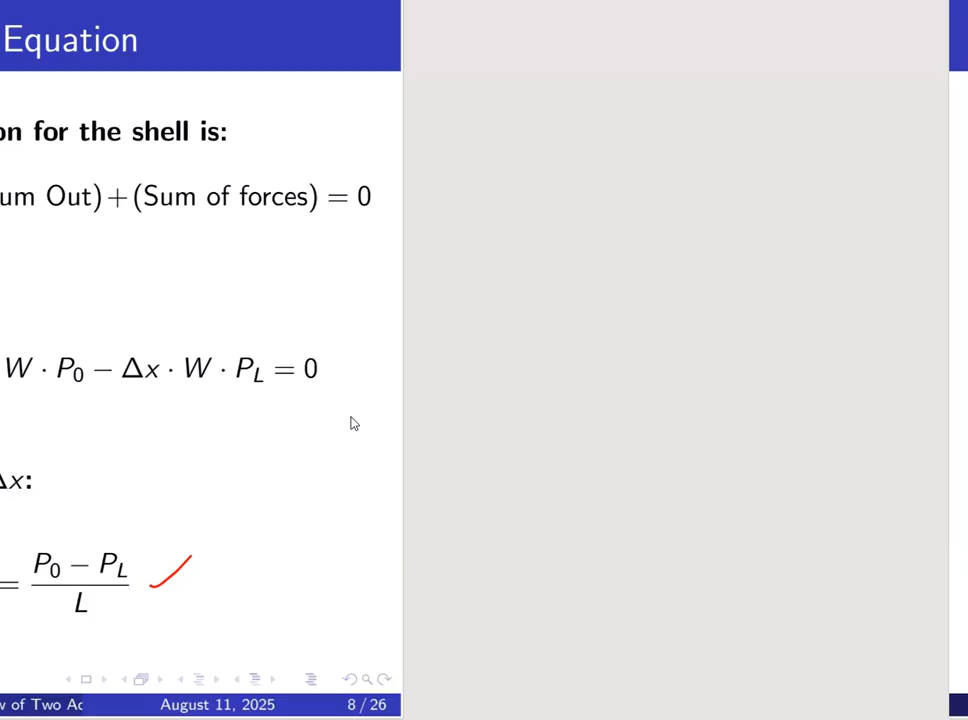 Equation
on for the shell is:
um Out)+(Sum of forces) = 0
W · P₀ − Δx · W · P_L = 0
Δx:
= (P₀ − P_L) / L
w of Two Ad August 11, 2025 8 / 26